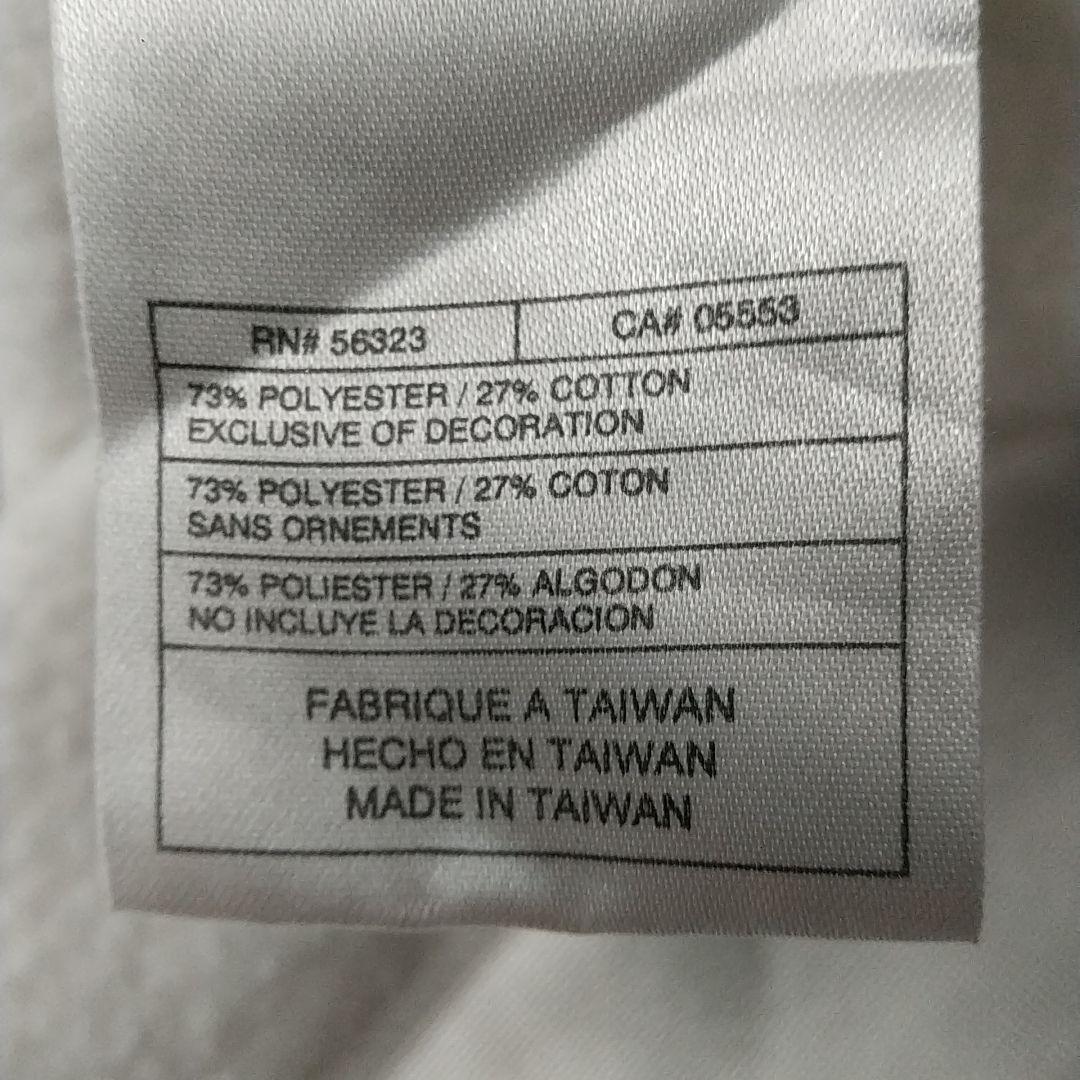 RN# 56323 CA# 05553
73% POLYESTER / 27% COTTON
EXCLUSIVE OF DECORATION
73% POLYESTER / 27% COTON
SANS ORNEMENTS
73% POLIESTER / 27% ALGODON
NO INCLUYE LA DECORACION
FABRIQUE A TAIWAN
HECHO EN TAIWAN
MADE IN TAIWAN